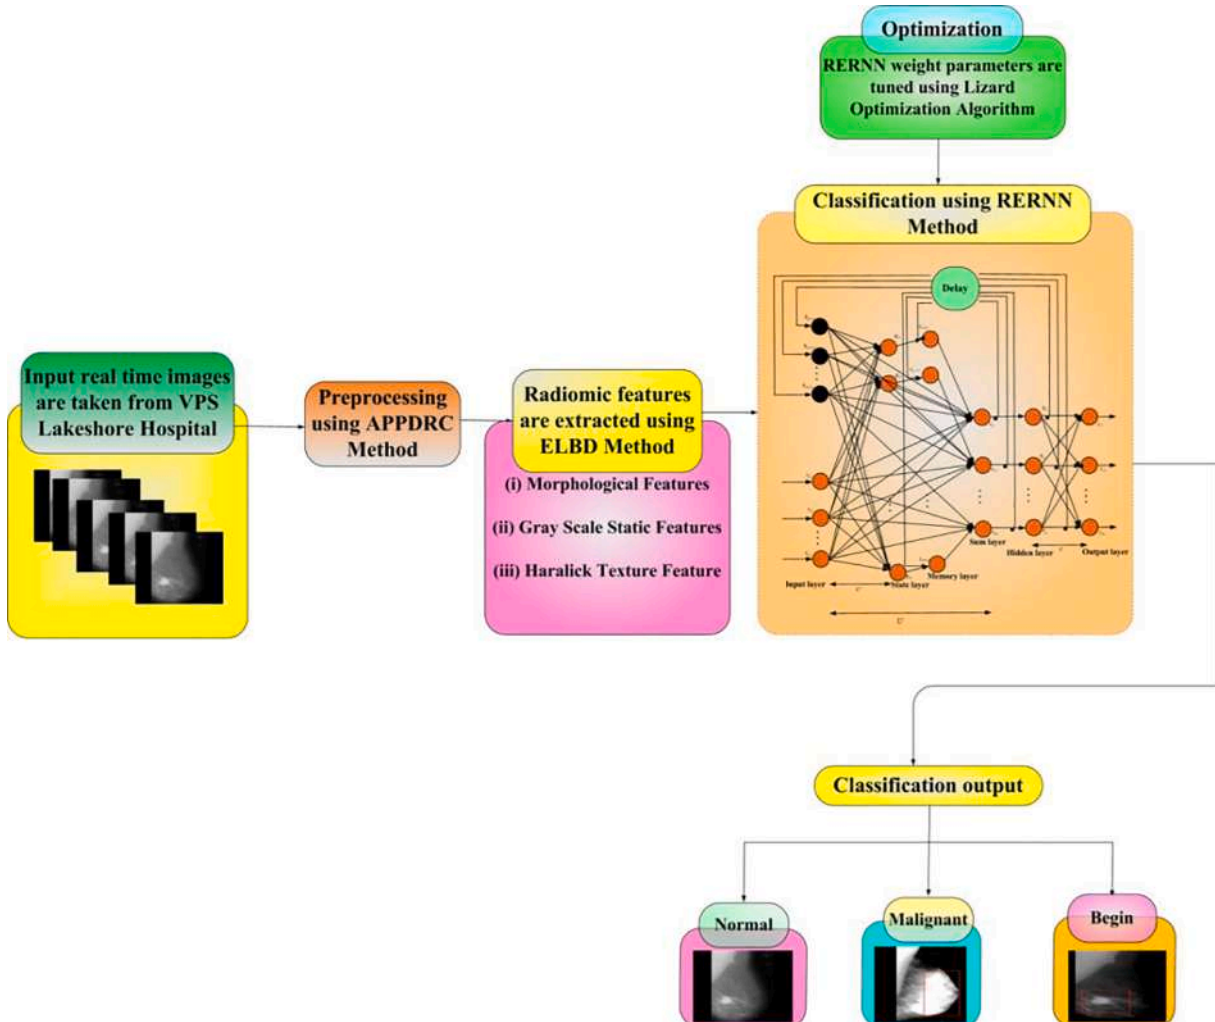 Optimization
RERNN weight parameters are
tuned using Lizard
Optimization Algorithm
Classification using RERNN
Method
Delay
Input real time images
are taken from VPS
Lakeshore Hospital
Preprocessing
using APPDRC
Method
Radiomic features
are extracted using
ELBD Method
(i) Morphological Features
(ii) Gray Scale Static Features
(iii) Haralick Texture Feature
Input layer
State layer
Memory layer
Sum layer
Hidden layer
Output layer
Classification output
Normal
Malignant
Begin